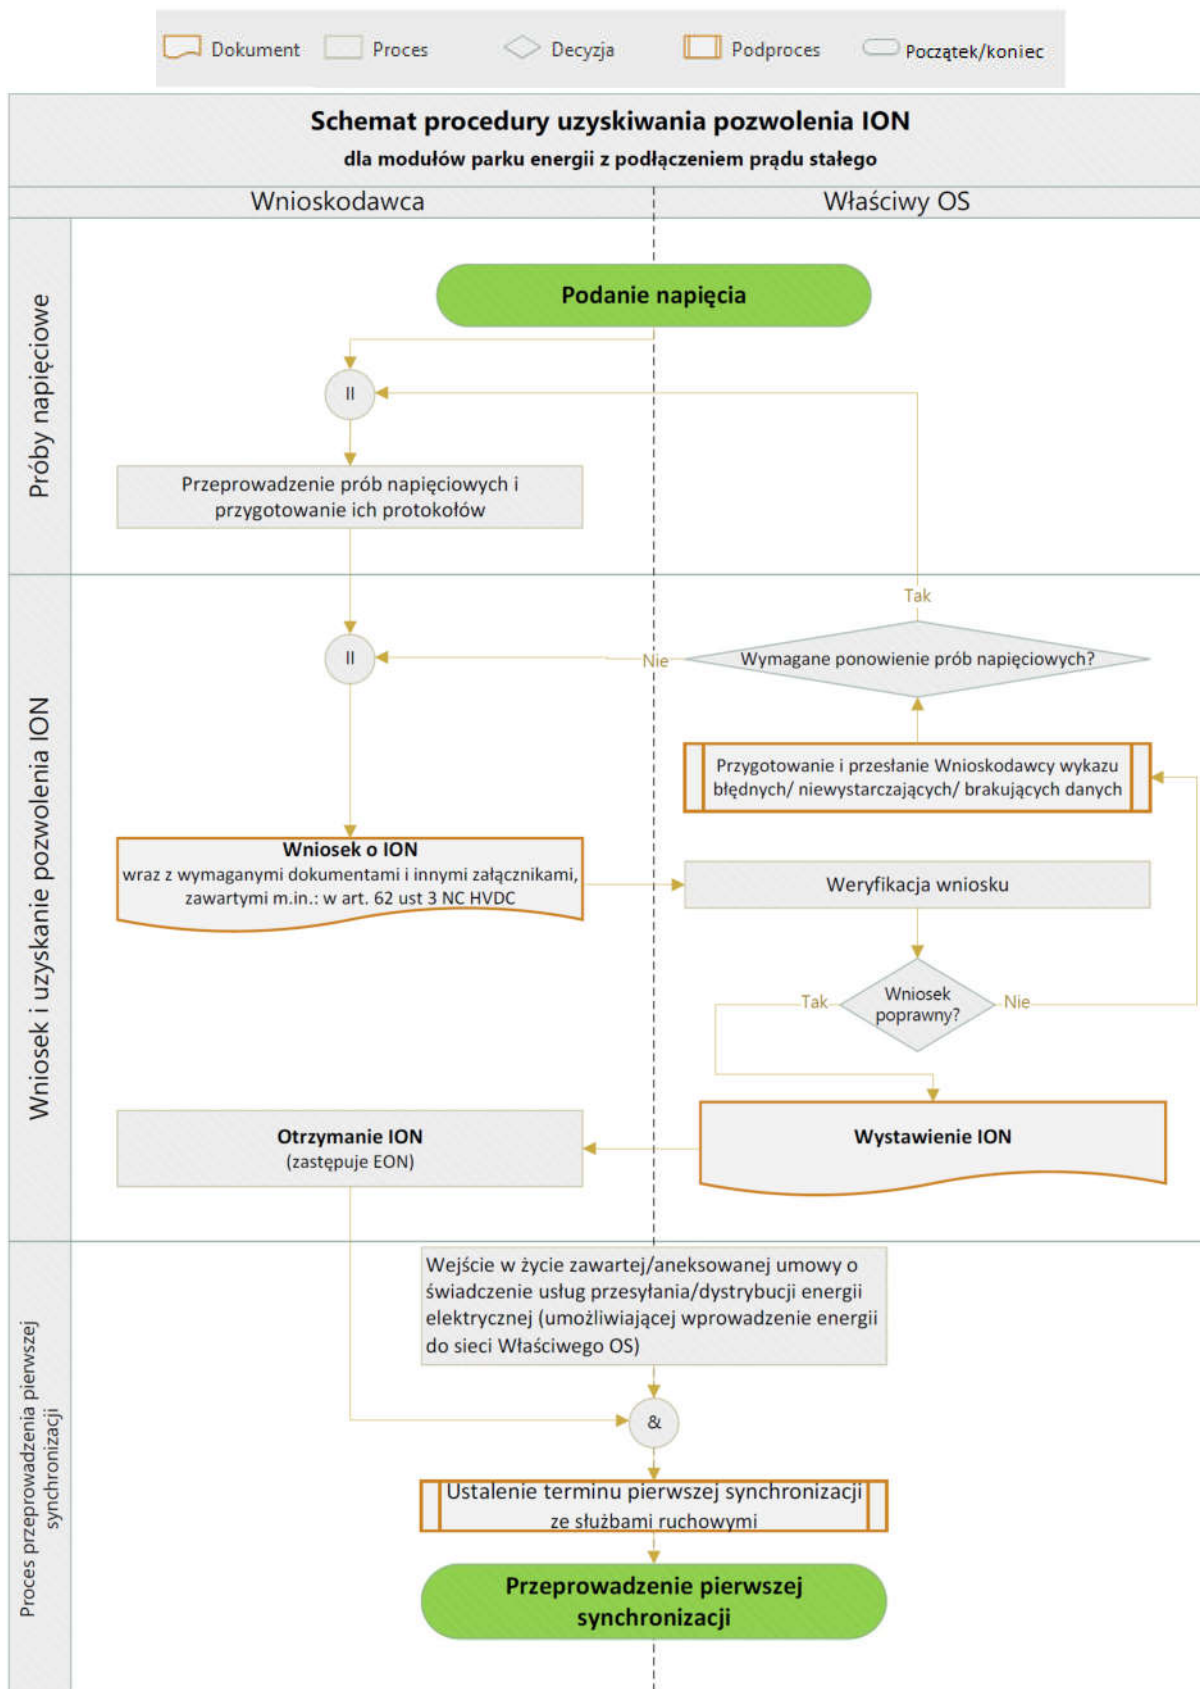 Dokument
Proces
Decyzja
Podproces
Początek/koniec
Schemat procedury uzyskiwania pozwolenia ION
dla modułów parku energii z podłączeniem prądu stałego
Wnioskodawca
Właściwy OS
Próby napięciowe
Podanie napięcia
II
Przeprowadzenie prób napięciowych i
przygotowanie ich protokołów
Wniosek i uzyskanie pozwolenia ION
Tak
II
Nie
Wymagane ponowienie prób napięciowych?
Przygotowanie i przesłanie Wnioskodawcy wykazu
błędnych/ niewystarczających/ brakujących danych
Wniosek o ION
wraz z wymaganymi dokumentami i innymi załącznikami,
zawartymi m.in.: w art. 62 ust 3 NC HVDC
Weryfikacja wniosku
Tak
Wniosek
poprawny?
Nie
Otrzymanie ION
(zastępuje EON)
Wystawienie ION
Proces przeprowadzenia pierwszej
synchronizacji
Wejście w życie zawartej/aneksowanej umowy o
świadczenie usług przesyłania/dystrybucji energii
elektrycznej (umożliwiającej wprowadzenie energii
do sieci Właściwego OS)
&
Ustalenie terminu pierwszej synchronizacji
ze służbami ruchowymi
Przeprowadzenie pierwszej
synchronizacji